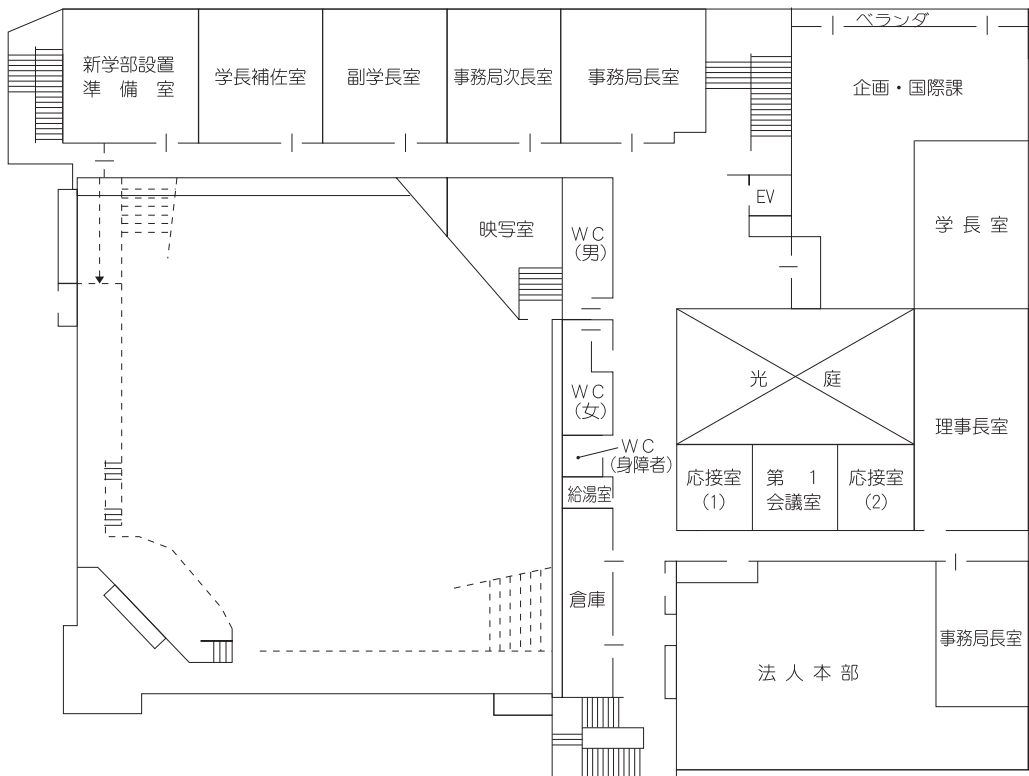 ベランダ
新学部設置
準備室
学長補佐室
副学長室
事務局次長室
事務局長室
企画・国際課
EV
学長室
映写室
WC
(男)
光庭
WC
(女)
WC
(身障者)
理事長室
応接室
(1)
第1
会議室
応接室
(2)
給湯室
倉庫
事務局長室
法人本部